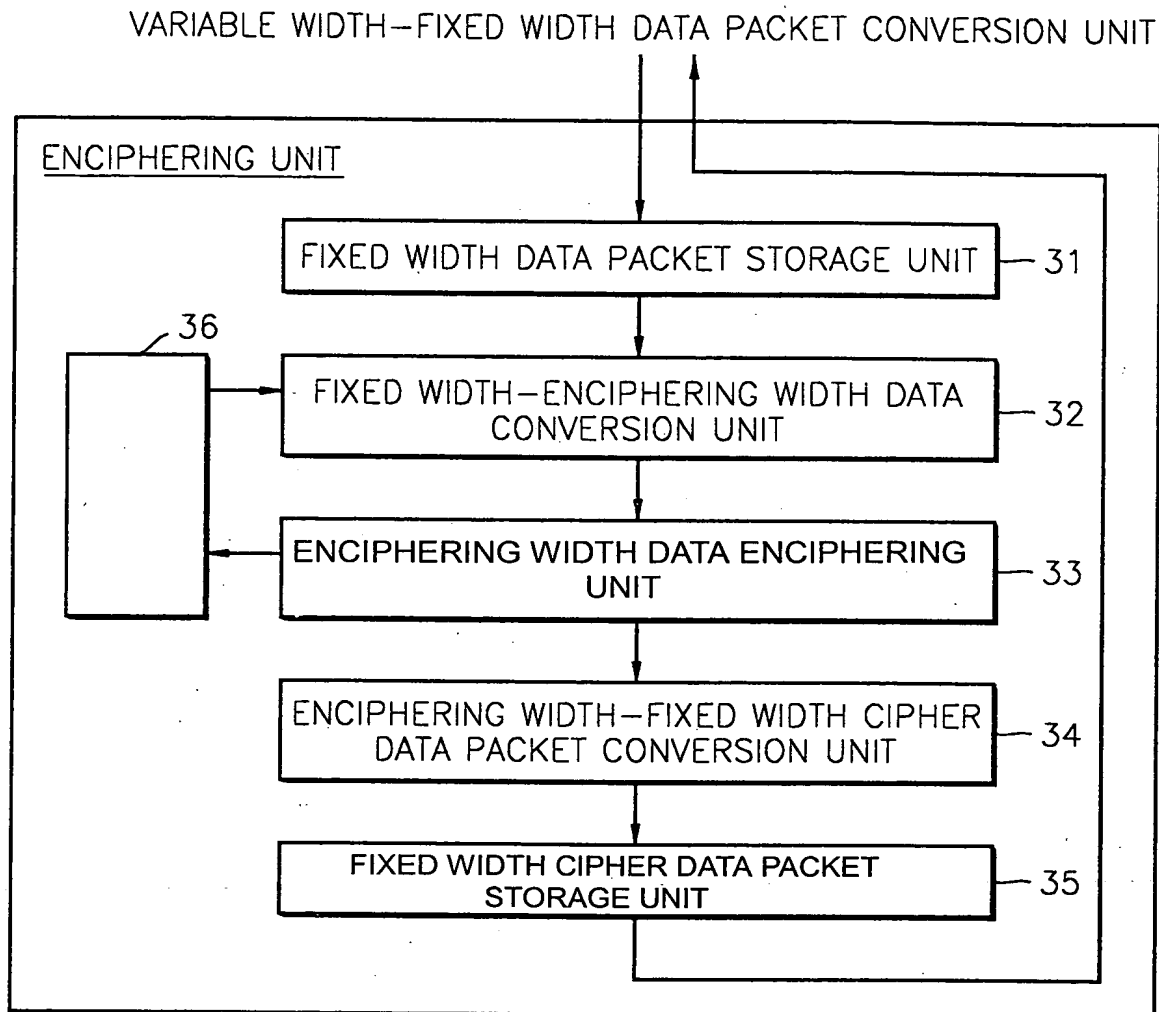 VARIABLE WIDTH–FIXED WIDTH DATA PACKET CONVERSION UNIT
ENCIPHERING UNIT
FIXED WIDTH DATA PACKET STORAGE UNIT
31
36
FIXED WIDTH–ENCIPHERING WIDTH DATA
CONVERSION UNIT
32
ENCIPHERING WIDTH DATA ENCIPHERING
UNIT
33
ENCIPHERING WIDTH–FIXED WIDTH CIPHER
DATA PACKET CONVERSION UNIT
34
FIXED WIDTH CIPHER DATA PACKET
STORAGE UNIT
35